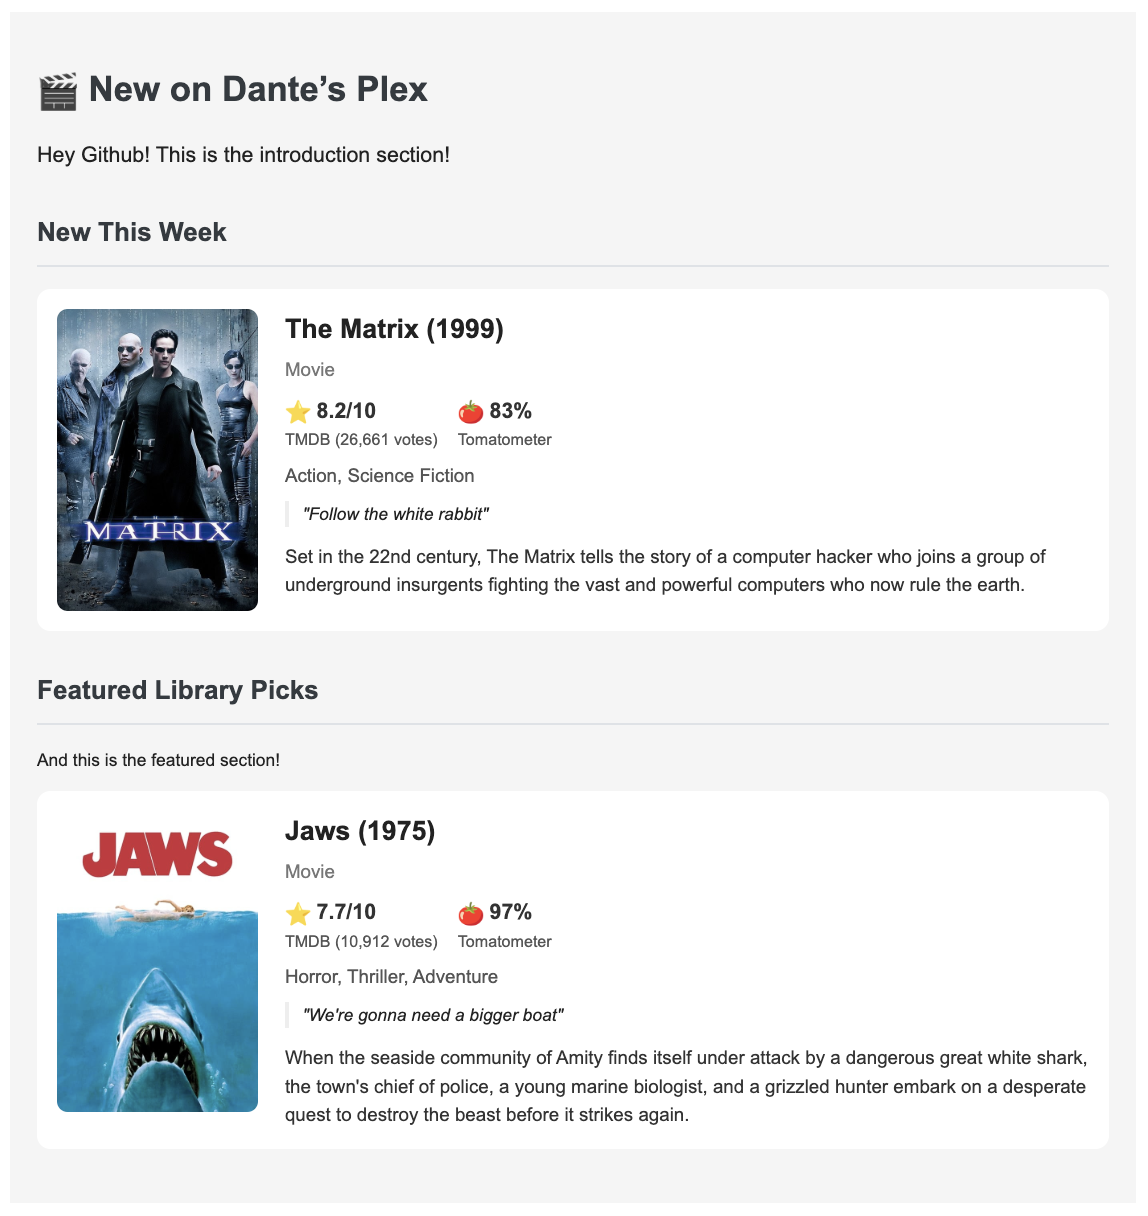 🎬 New on Dante’s Plex
Hey Github! This is the introduction section!
New This Week
THE
MATRIX
The Matrix (1999)
Movie
⭐ 8.2/10 🍅 83%
TMDB (26,661 votes) Tomatometer
Action, Science Fiction
"Follow the white rabbit"
Set in the 22nd century, The Matrix tells the story of a computer hacker who joins a group of
underground insurgents fighting the vast and powerful computers who now rule the earth.
Featured Library Picks
And this is the featured section!
JAWS
Jaws (1975)
Movie
⭐ 7.7/10 🍅 97%
TMDB (10,912 votes) Tomatometer
Horror, Thriller, Adventure
"We're gonna need a bigger boat"
When the seaside community of Amity finds itself under attack by a dangerous great white shark,
the town's chief of police, a young marine biologist, and a grizzled hunter embark on a desperate
quest to destroy the beast before it strikes again.